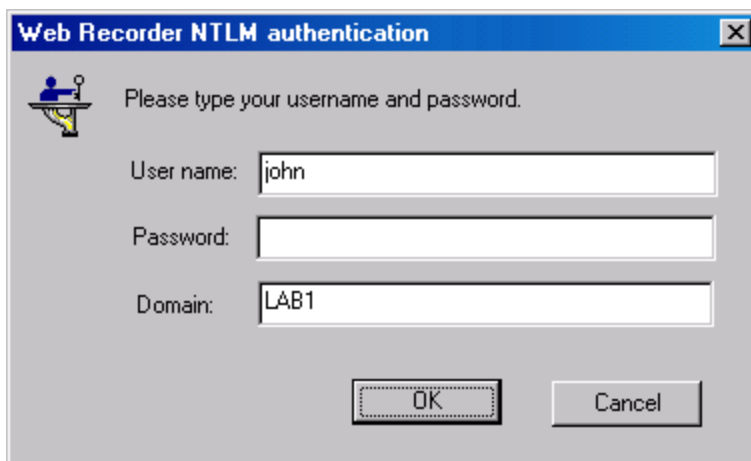 Web Recorder NTLM authentication
Please type your username and password.
User name: john
Password:
Domain: LAB1
OK Cancel